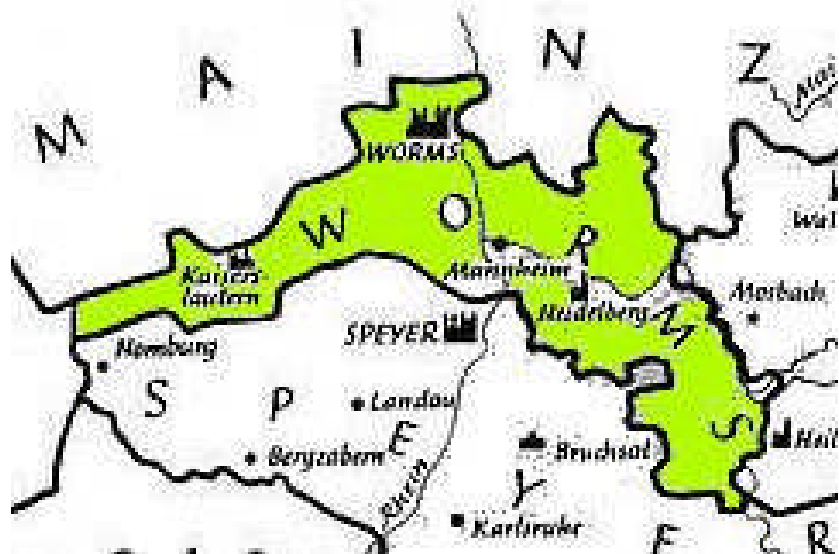 M A I N Z
WORMS
W O R M S
Kaisers-
lautern
Mannheim
Heidelberg
Mosbach
SPEYER
Homburg
S P E Y E R
Landau
Bergzabern
Bruchsal
Rhein
Karlsruhe